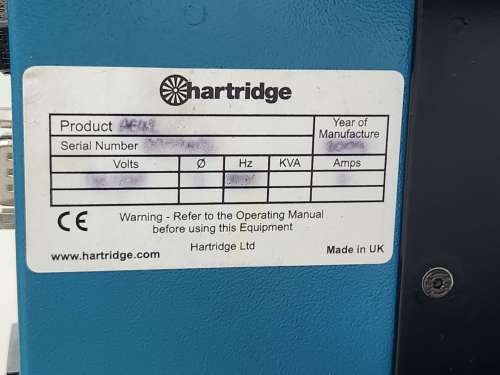 hartridge
Product
Year of
Manufacture
Serial Number
Volts Ø Hz KVA Amps
CE Warning - Refer to the Operating Manual
before using this Equipment
Hartridge Ltd
www.hartridge.com Made in UK